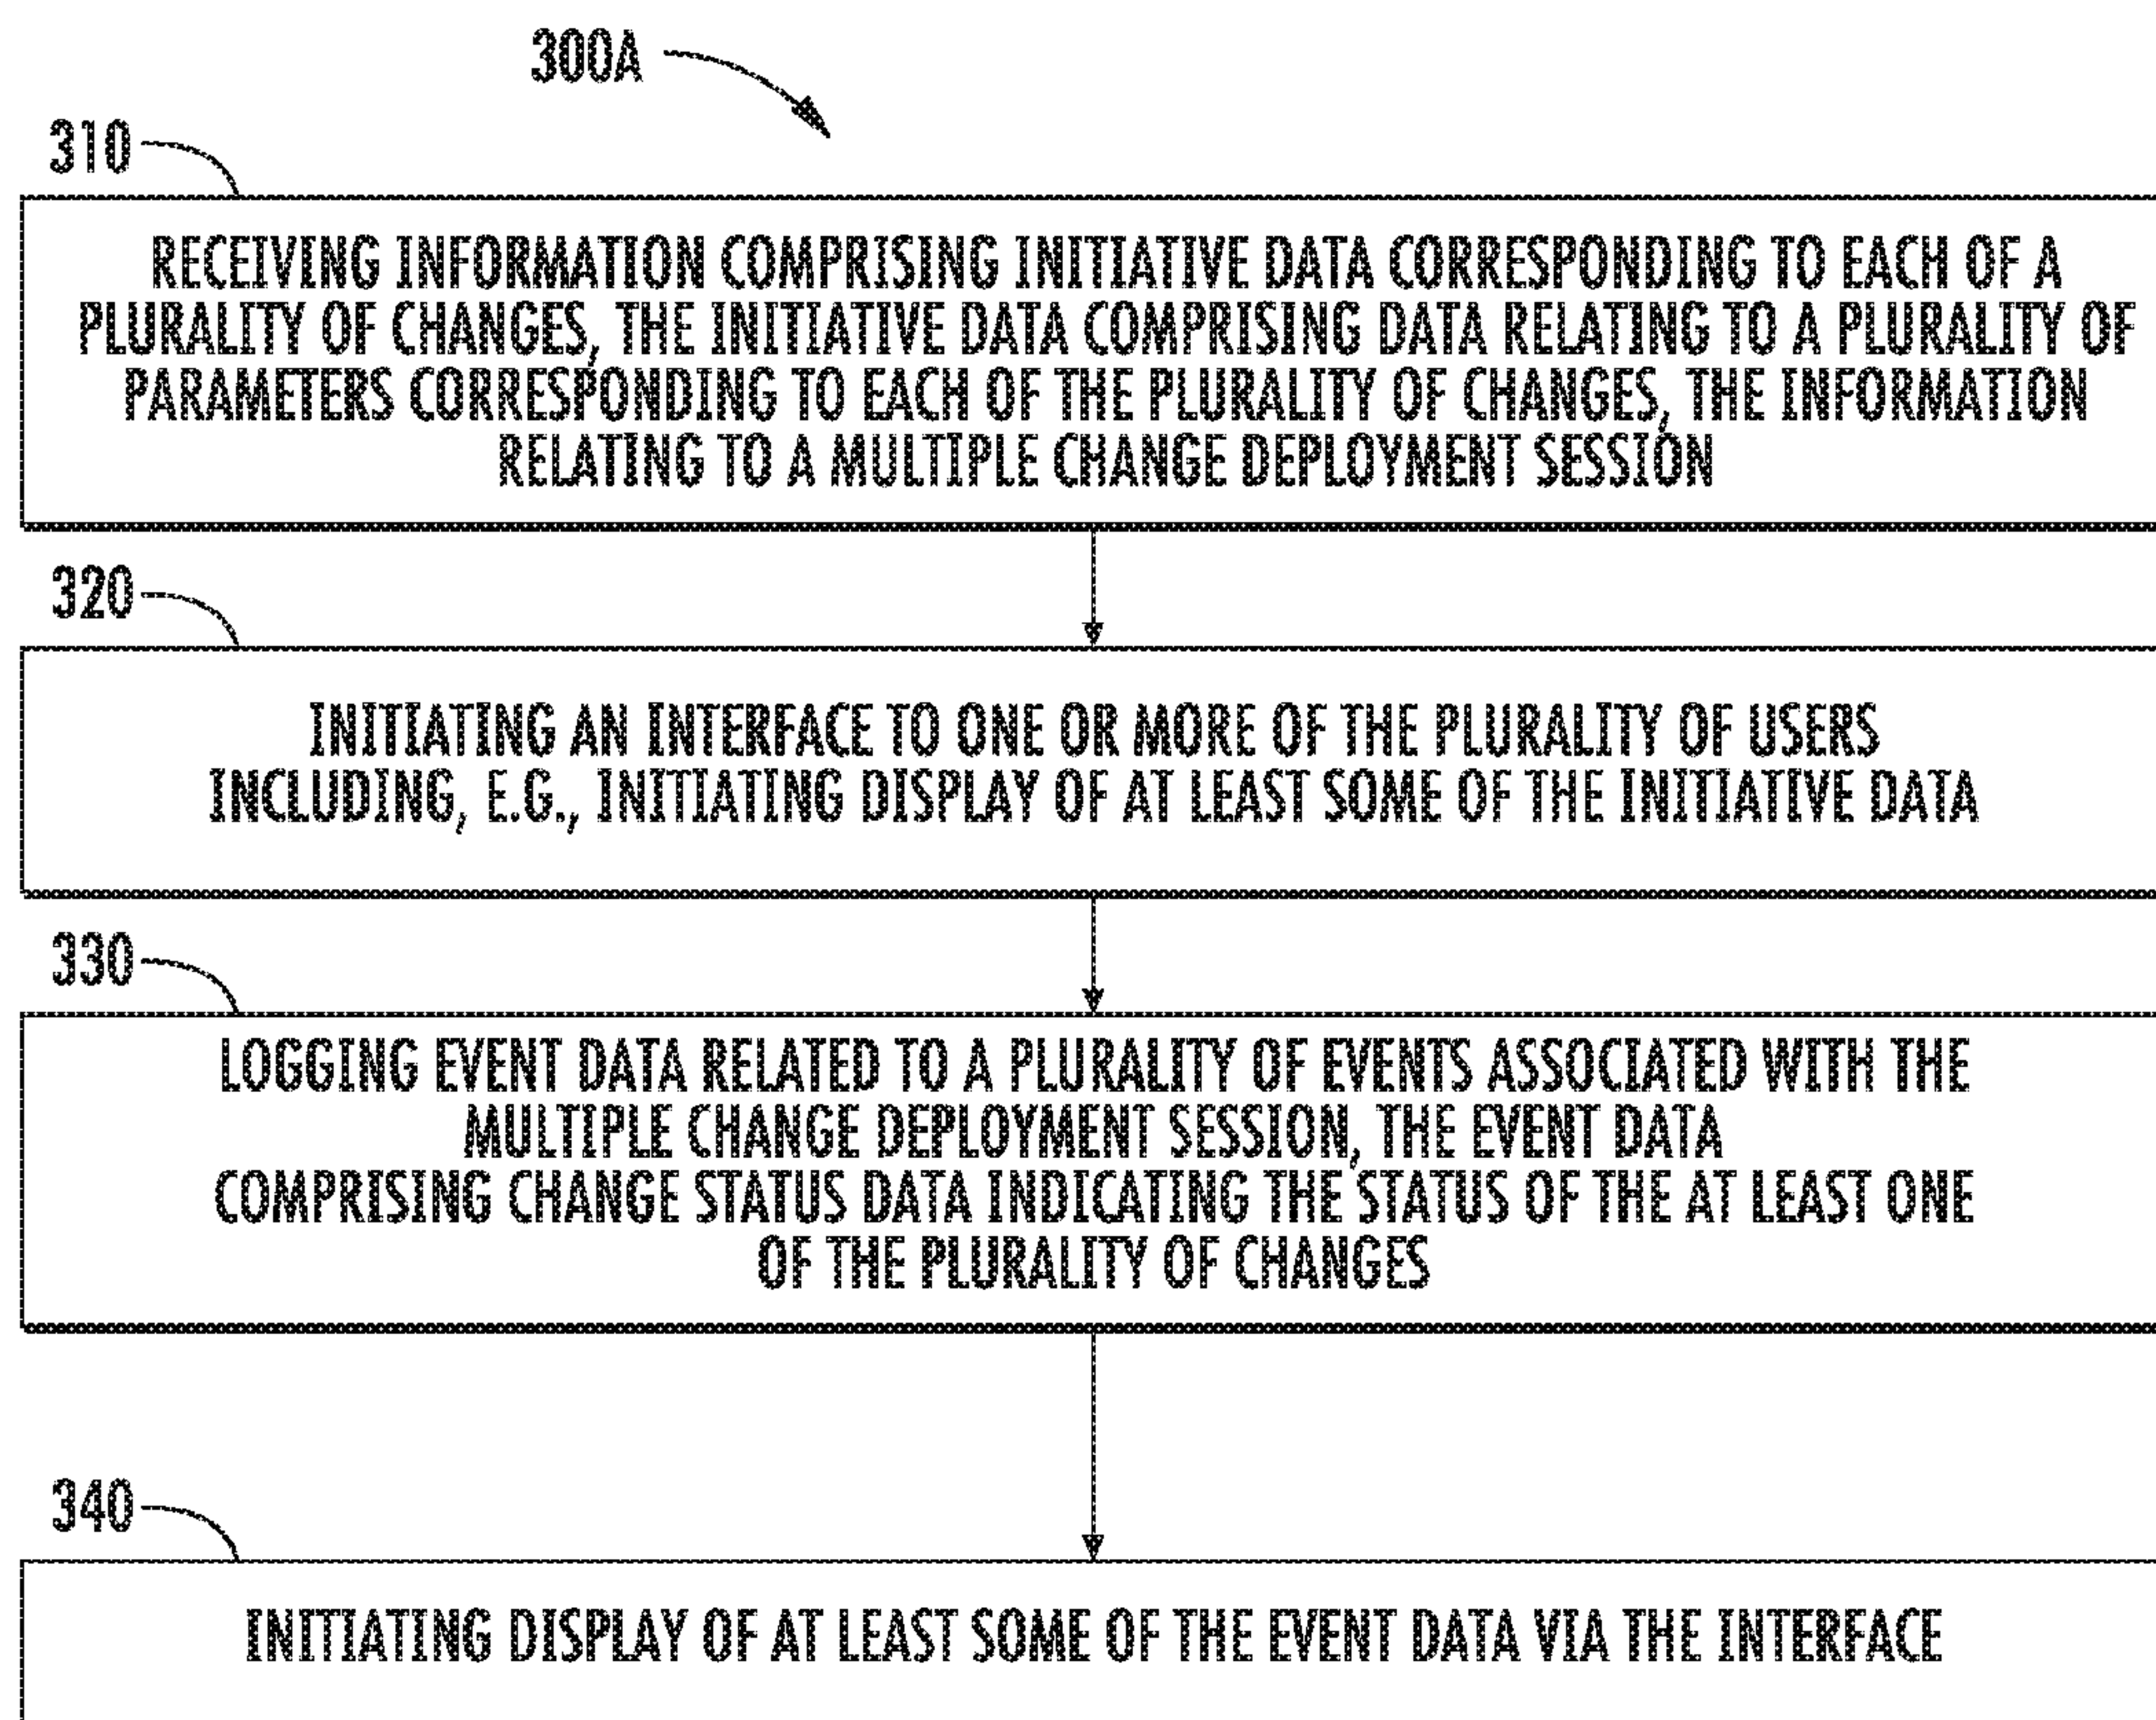 300A
310
RECEIVING INFORMATION COMPRISING INITIATIVE DATA CORRESPONDING TO EACH OF A
PLURALITY OF CHANGES, THE INITIATIVE DATA COMPRISING DATA RELATING TO A PLURALITY OF
PARAMETERS CORRESPONDING TO EACH OF THE PLURALITY OF CHANGES, THE INFORMATION
RELATING TO A MULTIPLE CHANGE DEPLOYMENT SESSION
320
INITIATING AN INTERFACE TO ONE OR MORE OF THE PLURALITY OF USERS
INCLUDING, E.G., INITIATING DISPLAY OF AT LEAST SOME OF THE INITIATIVE DATA
330
LOGGING EVENT DATA RELATED TO A PLURALITY OF EVENTS ASSOCIATED WITH THE
MULTIPLE CHANGE DEPLOYMENT SESSION, THE EVENT DATA
COMPRISING CHANGE STATUS DATA INDICATING THE STATUS OF THE AT LEAST ONE
OF THE PLURALITY OF CHANGES
340
INITIATING DISPLAY OF AT LEAST SOME OF THE EVENT DATA VIA THE INTERFACE